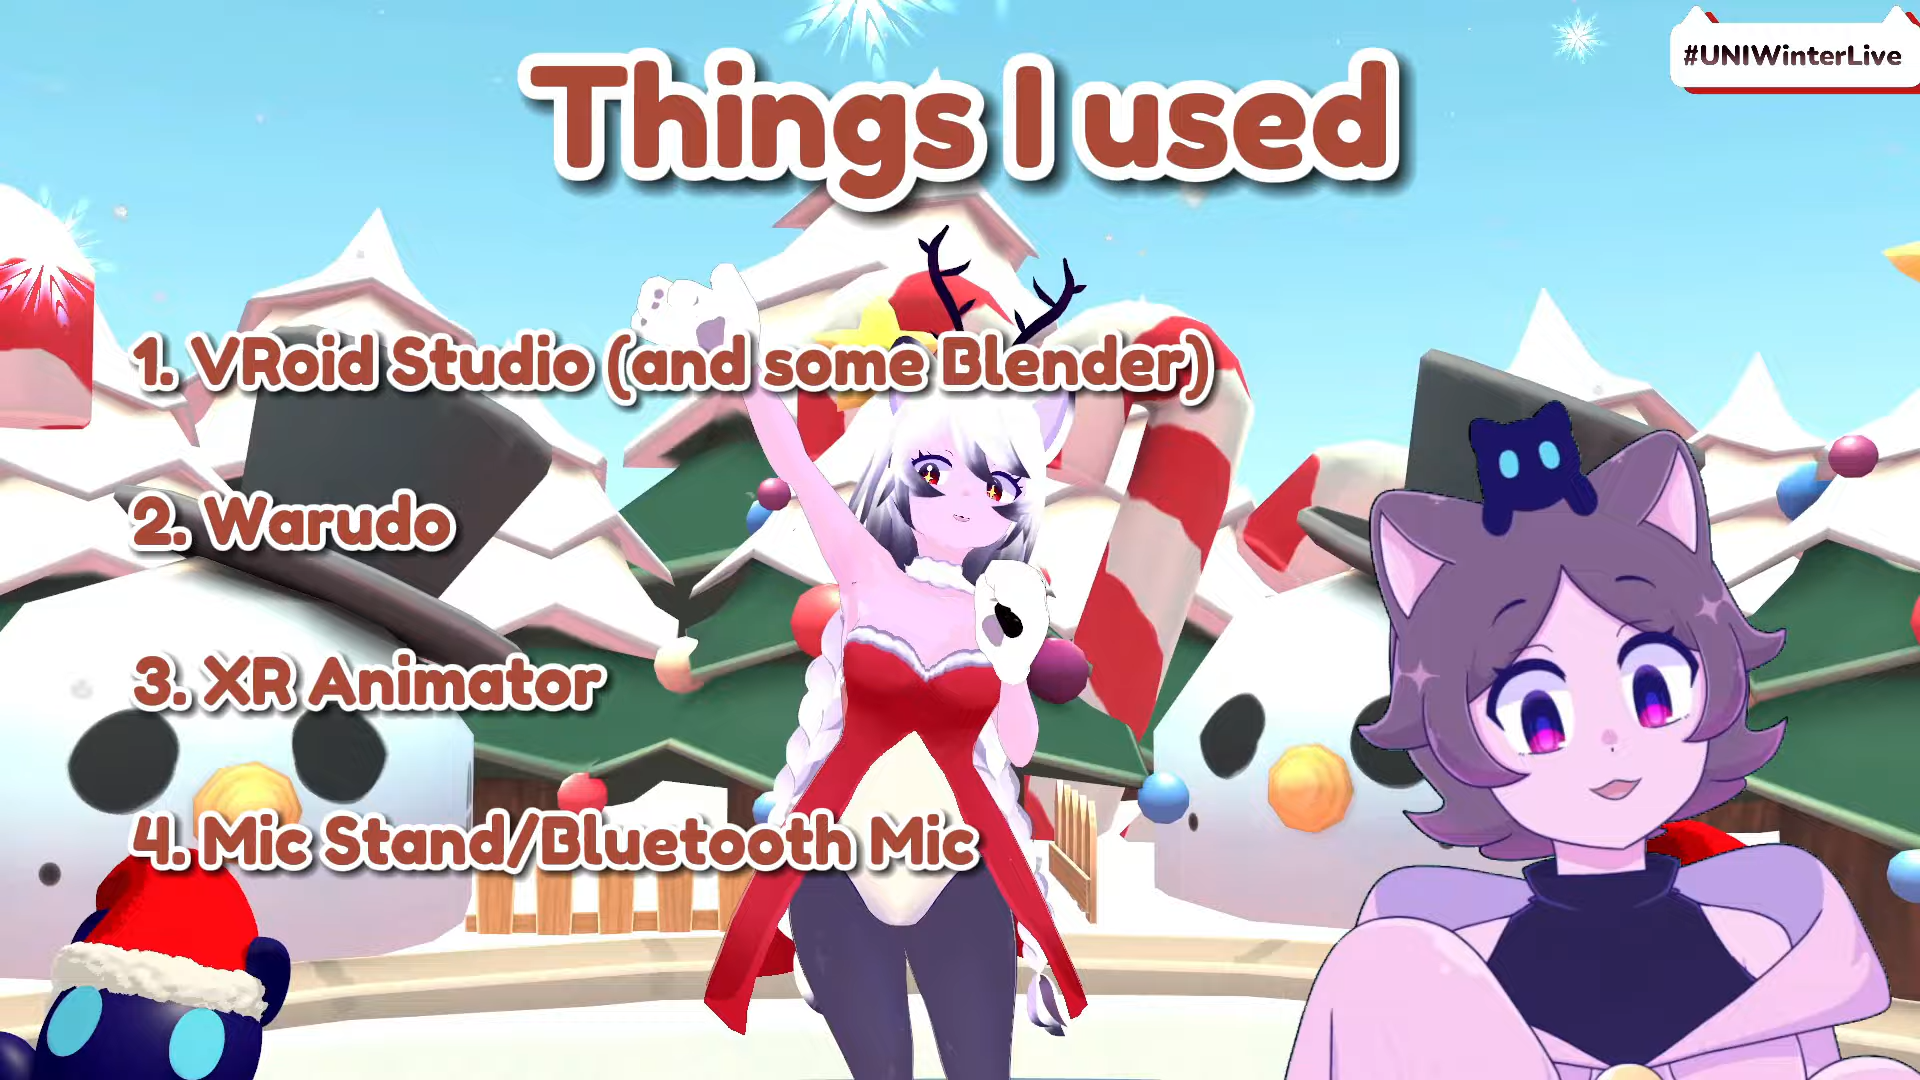 #UNIWinterLive
Things I used
1. VRoid Studio (and some Blender)
2. Warudo
3. XR Animator
4. Mic Stand/Bluetooth Mic